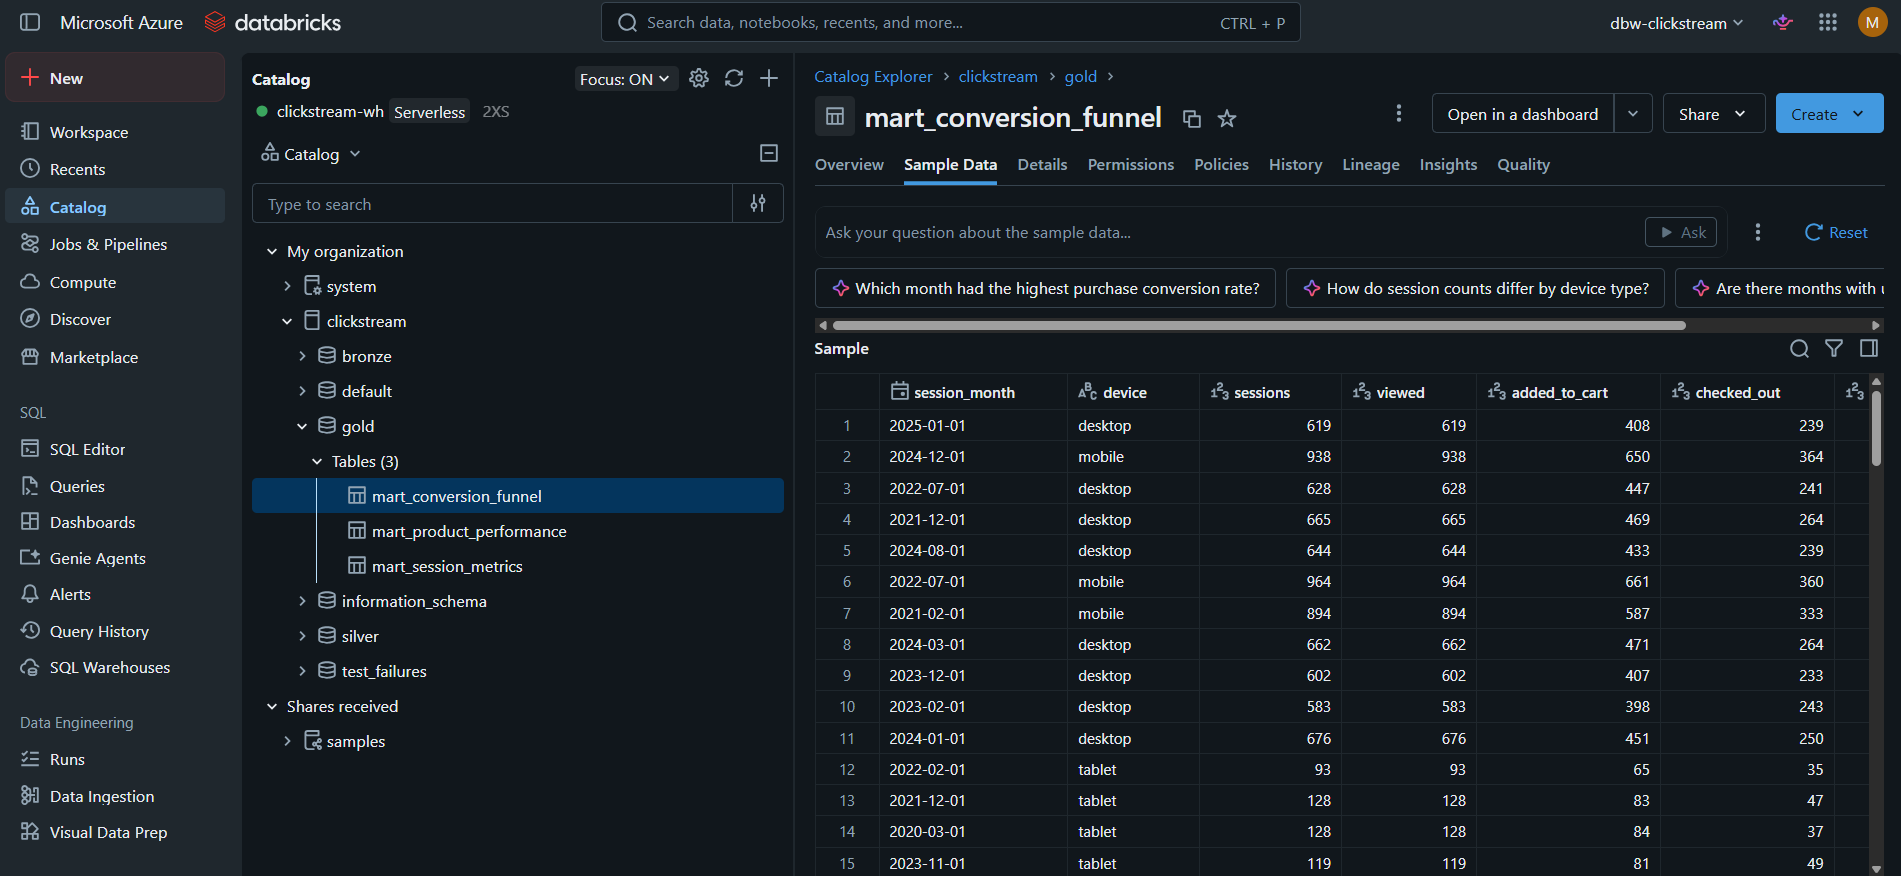 Microsoft Azure databricks
Search data, notebooks, recents, and more... CTRL + P
dbw-clickstream M
New
Workspace
Recents
Catalog
Jobs & Pipelines
Compute
Discover
Marketplace
SQL
SQL Editor
Queries
Dashboards
Genie Agents
Alerts
Query History
SQL Warehouses
Data Engineering
Runs
Data Ingestion
Visual Data Prep
Catalog Focus: ON
clickstream-wh Serverless 2XS
Catalog
Type to search
My organization
system
clickstream
bronze
default
gold
Tables (3)
mart_conversion_funnel
mart_product_performance
mart_session_metrics
information_schema
silver
test_failures
Shares received
samples
Catalog Explorer > clickstream > gold >
mart_conversion_funnel Open in a dashboard Share Create
Overview Sample Data Details Permissions Policies History Lineage Insights Quality
Ask your question about the sample data... Ask Reset
Which month had the highest purchase conversion rate? How do session counts differ by device type? Are there months with u
Sample
session_month device sessions viewed added_to_cart checked_out
1 2025-01-01 desktop 619 619 408 239
2 2024-12-01 mobile 938 938 650 364
3 2022-07-01 desktop 628 628 447 241
4 2021-12-01 desktop 665 665 469 264
5 2024-08-01 desktop 644 644 433 239
6 2022-07-01 mobile 964 964 661 360
7 2021-02-01 mobile 894 894 587 333
8 2024-03-01 desktop 662 662 471 264
9 2023-12-01 desktop 602 602 407 233
10 2023-02-01 desktop 583 583 398 243
11 2024-01-01 desktop 676 676 451 250
12 2022-02-01 tablet 93 93 65 35
13 2021-12-01 tablet 128 128 83 47
14 2020-03-01 tablet 128 128 84 37
15 2023-11-01 tablet 119 119 81 49